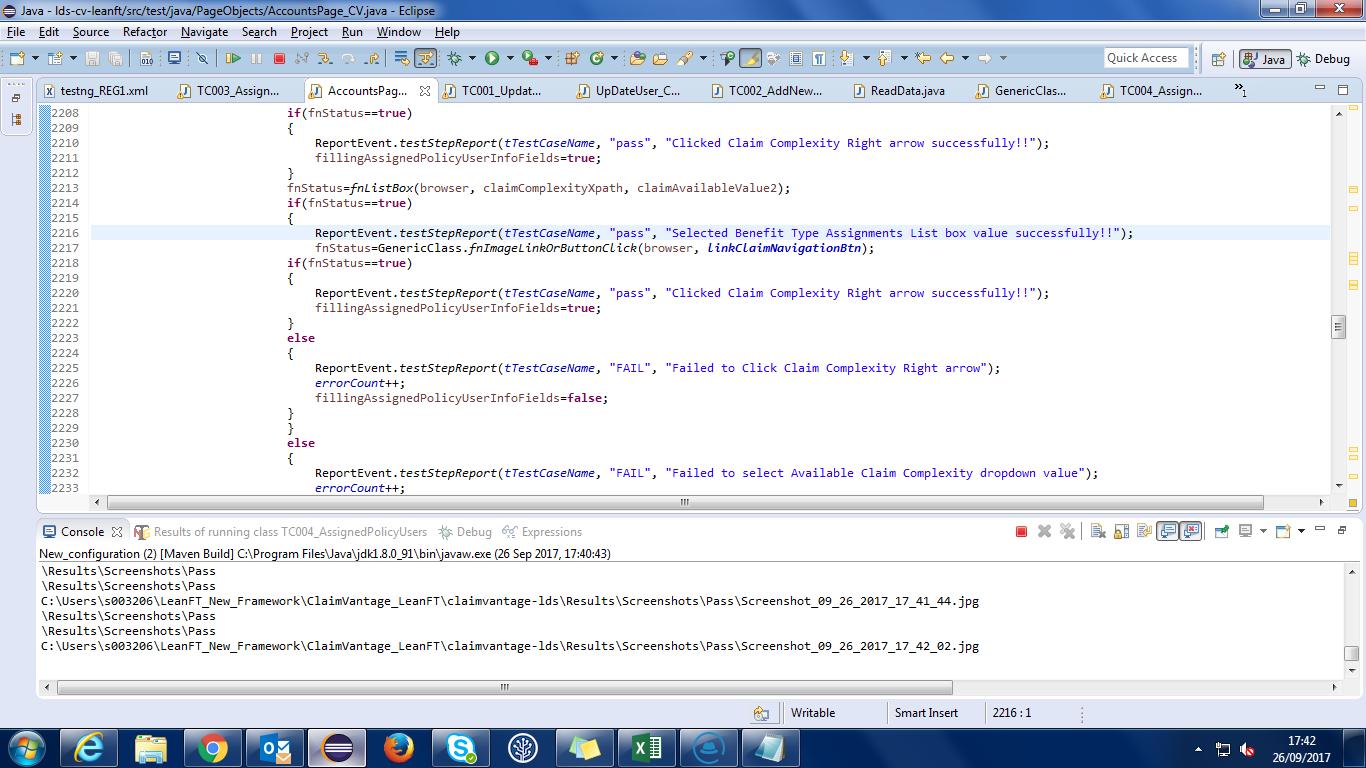 Java - lds-cv-leanft/src/test/java/PageObjects/AccountsPage_CV.java - Eclipse
File Edit Source Refactor Navigate Search Project Run Window Help
Quick Access Java Debug
testng_REG1.xml TC003_Assign... AccountsPag... TC001_Updat... UpDateUser_C... TC002_AddNew... ReadData.java GenericClas... TC004_Assign... »1
2208 if(fnStatus==true)
2209 {
2210 ReportEvent.testStepReport(tTestCaseName, "pass", "Clicked Claim Complexity Right arrow successfully!!");
2211 fillingAssignedPolicyUserInfoFields=true;
2212 }
2213 fnStatus=fnListBox(browser, claimComplexityXpath, claimAvailableValue2);
2214 if(fnStatus==true)
2215 {
2216 ReportEvent.testStepReport(tTestCaseName, "pass", "Selected Benefit Type Assignments List box value successfully!!");
2217 fnStatus=GenericClass.fnImageLinkOrButtonClick(browser, linkClaimNavigationBtn);
2218 if(fnStatus==true)
2219 {
2220 ReportEvent.testStepReport(tTestCaseName, "pass", "Clicked Claim Complexity Right arrow successfully!!");
2221 fillingAssignedPolicyUserInfoFields=true;
2222 }
2223 else
2224 {
2225 ReportEvent.testStepReport(tTestCaseName, "FAIL", "Failed to Click Claim Complexity Right arrow");
2226 errorCount++;
2227 fillingAssignedPolicyUserInfoFields=false;
2228 }
2229 }
2230 else
2231 {
2232 ReportEvent.testStepReport(tTestCaseName, "FAIL", "Failed to select Available Claim Complexity dropdown value");
2233 errorCount++;
Console Results of running class TC004_AssignedPolicyUsers Debug Expressions
New_configuration (2) [Maven Build] C:\Program Files\Java\jdk1.8.0_91\bin\javaw.exe (26 Sep 2017, 17:40:43)
\Results\Screenshots\Pass
\Results\Screenshots\Pass
C:\Users\s003206\LeanFT_New_Framework\ClaimVantage_LeanFT\claimvantage-lds\Results\Screenshots\Pass\Screenshot_09_26_2017_17_41_44.jpg
\Results\Screenshots\Pass
\Results\Screenshots\Pass
C:\Users\s003206\LeanFT_New_Framework\ClaimVantage_LeanFT\claimvantage-lds\Results\Screenshots\Pass\Screenshot_09_26_2017_17_42_02.jpg
Writable Smart Insert 2216 : 1
17:42
26/09/2017